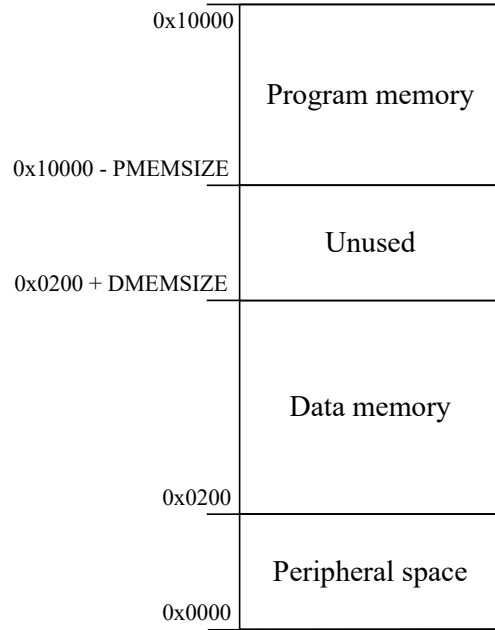 0x10000
Program memory
0x10000 - PMEMSIZE
Unused
0x0200 + DMEMSIZE
Data memory
0x0200
Peripheral space
0x0000